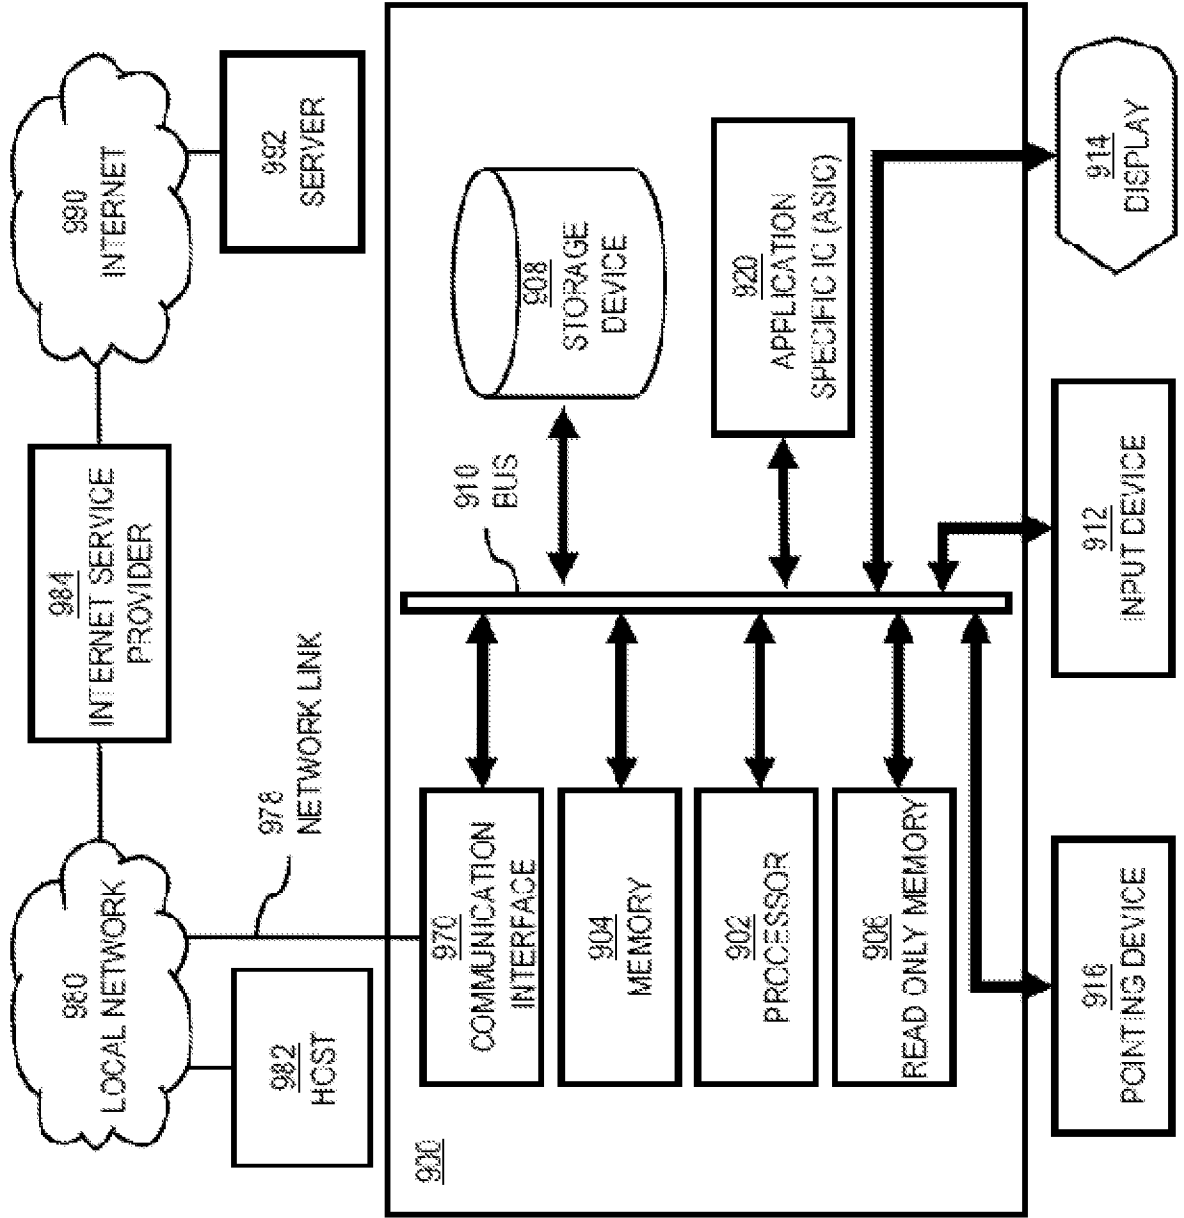 980
LOCAL NETWORK
984
INTERNET SERVICE
PROVIDER
990
INTERNET
982
HOST
978
NETWORK LINK
992
SERVER
900
970
COMMUNICATION
INTERFACE
910
BUS
908
STORAGE
DEVICE
904
MEMORY
902
PROCESSOR
920
APPLICATION
SPECIFIC IC (ASIC)
906
READ ONLY MEMORY
916
POINTING DEVICE
912
INPUT DEVICE
914
DISPLAY